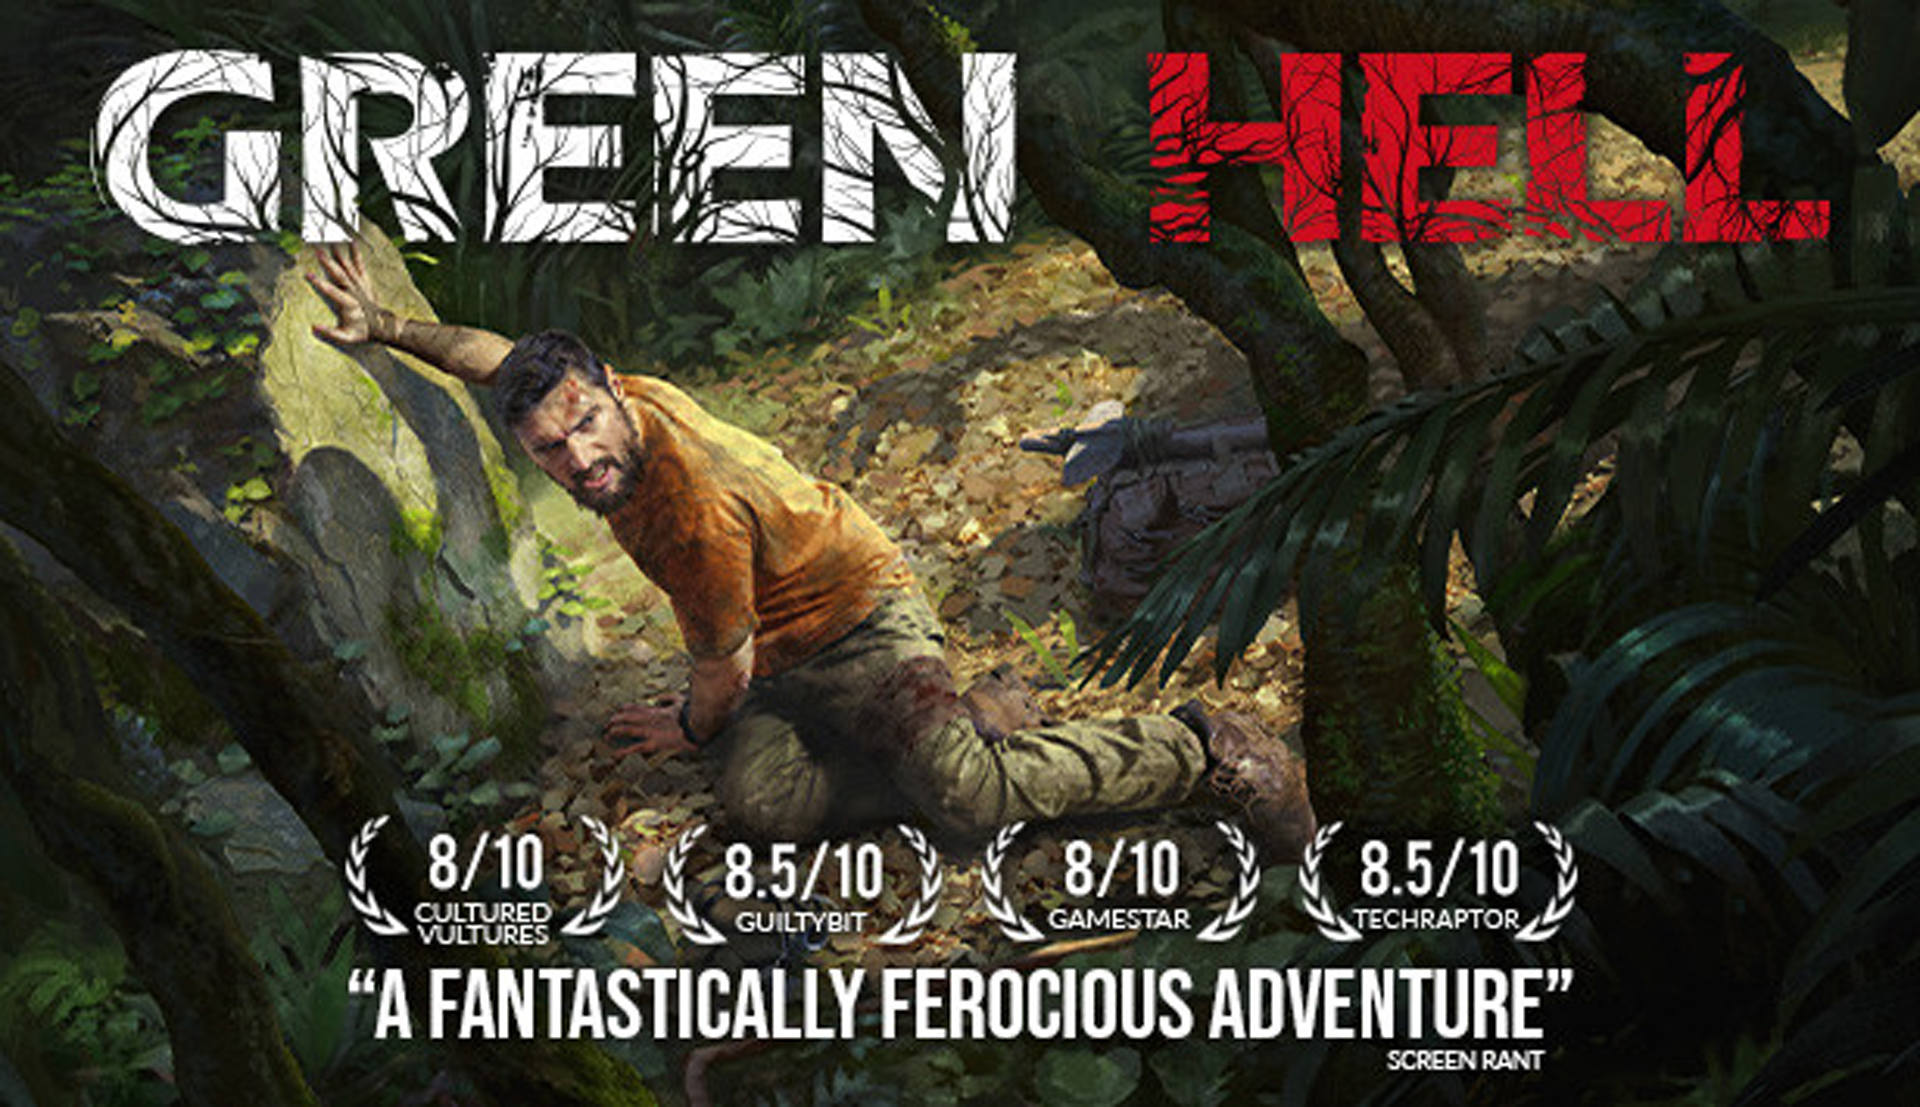 GREEN HELL
8/10
CULTURED
VULTURES
8.5/10
GUILTYBIT
8/10
GAMESTAR
8.5/10
TECHRAPTOR
“A FANTASTICALLY FEROCIOUS ADVENTURE”
SCREEN RANT